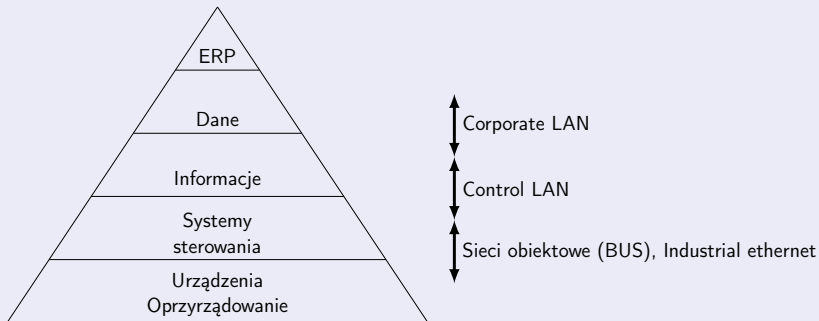 ERP
Dane
Corporate LAN
Informacje
Control LAN
Systemy
sterowania
Sieci obiektowe (BUS), Industrial ethernet
Urządzenia
Oprzyrządowanie